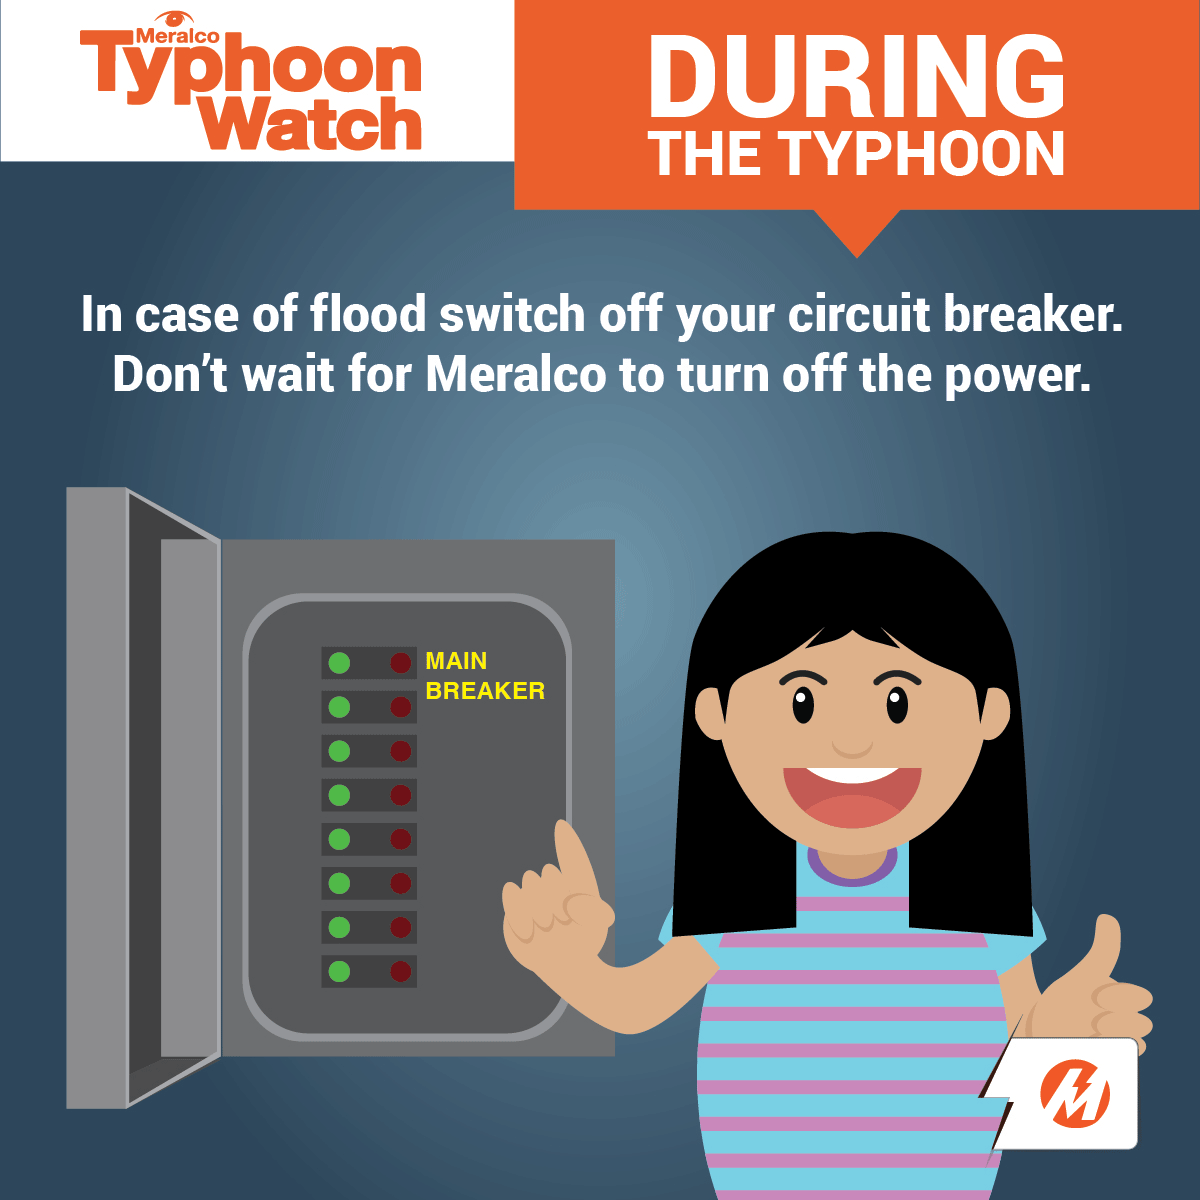 Meralco
Typhoon
Watch
DURING
THE TYPHOON
In case of flood switch off your circuit breaker.
Don't wait for Meralco to turn off the power.
MAIN
BREAKER
M